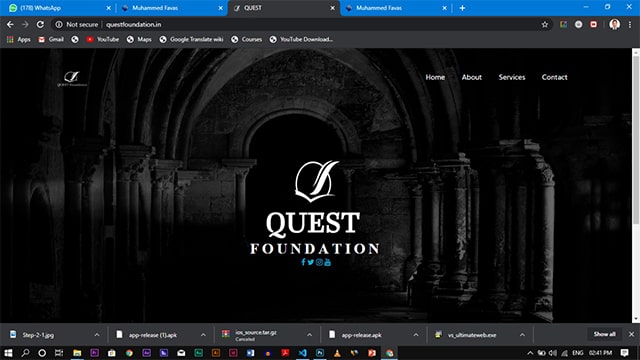 (178) WhatsApp
Muhammed Favas
QUEST
Muhammed Favas
Not secure | questfoundation.in
Apps
Gmail
YouTube
Maps
Google Translate wiki
Courses
YouTube Download...
QUEST Foundation
Home
About
Services
Contact
QUEST
FOUNDATION
Step-2-1.jpg
app-release (1).apk
ios_source.tar.gz
Canceled
app-release.apk
vs_ultimateweb.exe
Show all
ENG
02:41 PM